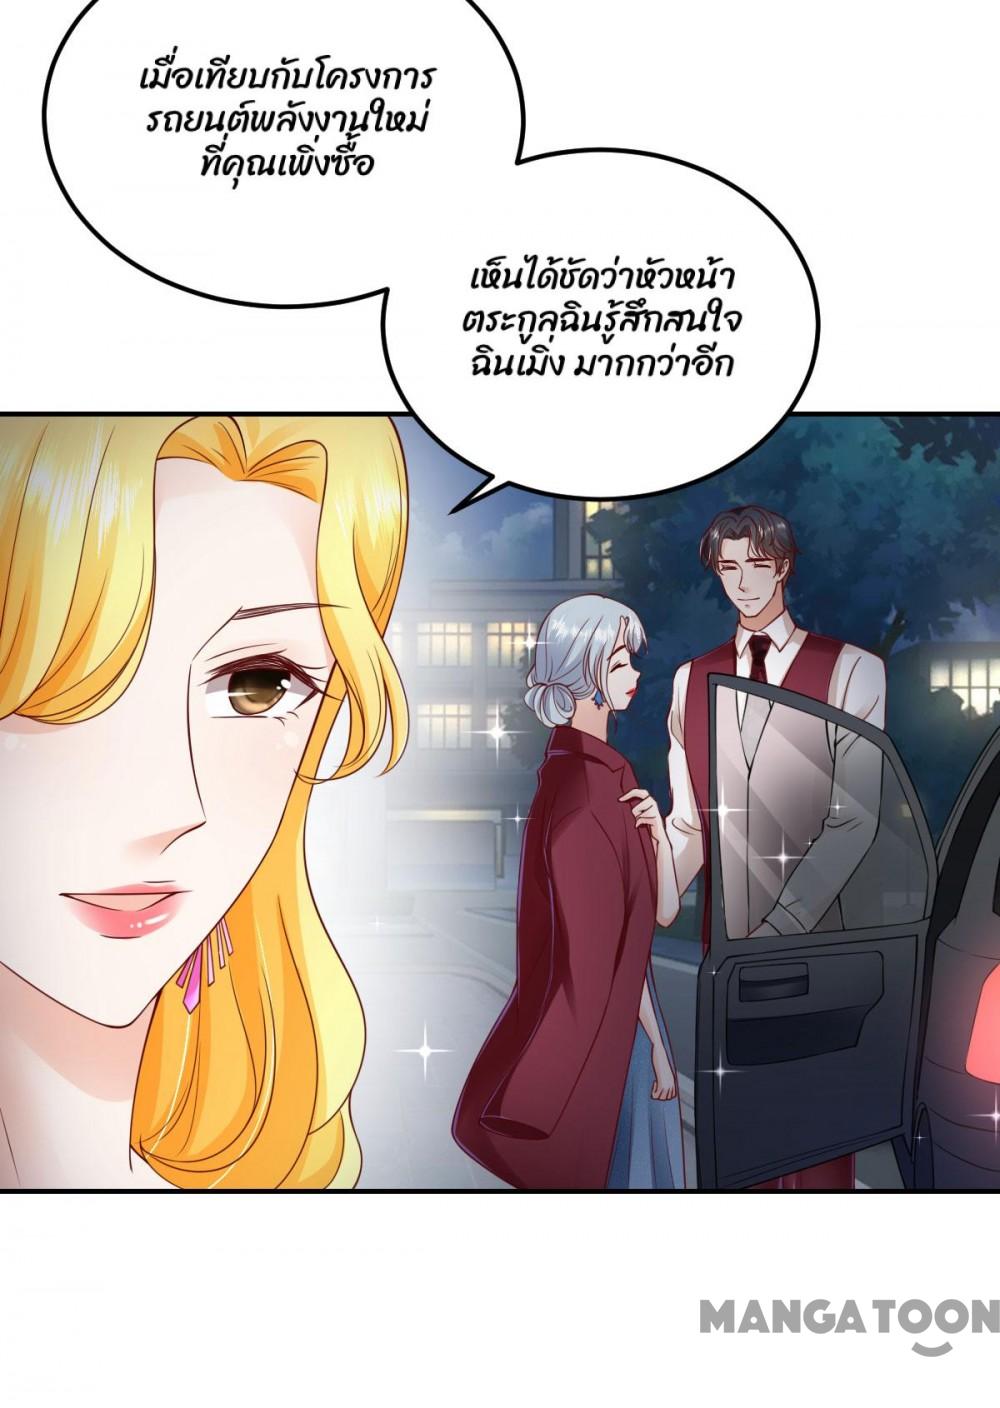 เมื่อเทียบกับโครงการ
รถยนต์พลังงานใหม่
ที่คุณเพิ่งซื้อ
เห็นได้ชัดว่าหัวหน้า
ตระกูลฉินรู้สึกสนใจ
ฉินเมิ่ง มากกว่าอีก
MANGATOON